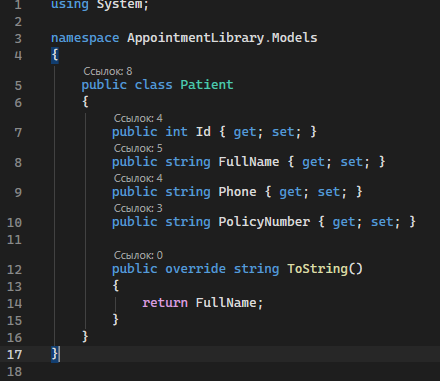 1 using System;
2
3 namespace AppointmentLibrary.Models
4 {
Ссылок: 8
5 public class Patient
6 {
Ссылок: 4
7 public int Id { get; set; }
Ссылок: 5
8 public string FullName { get; set; }
Ссылок: 4
9 public string Phone { get; set; }
Ссылок: 3
10 public string PolicyNumber { get; set; }
11
Ссылок: 0
12 public override string ToString()
13 {
14 return FullName;
15 }
16 }
17 }
18